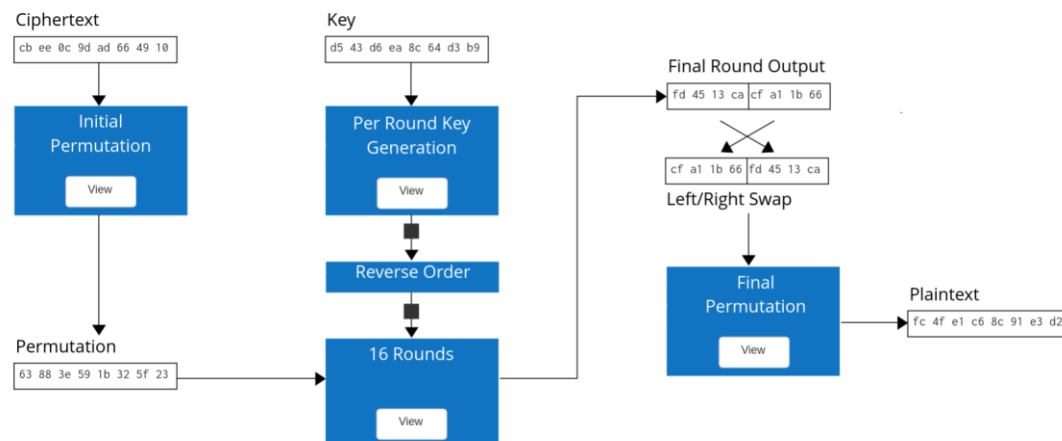 Ciphertext
cb ee 0c 9d ad 66 49 10
Initial
Permutation
View
Permutation
63 88 3e 59 1b 32 5f 23
Key
d5 43 d6 ea 8c 64 d3 b9
Per Round Key
Generation
View
Reverse Order
16 Rounds
View
Final Round Output
fd 45 13 ca cf a1 1b 66
cf a1 1b 66 fd 45 13 ca
Left/Right Swap
Final
Permutation
View
Plaintext
fc 4f e1 c6 8c 91 e3 d2